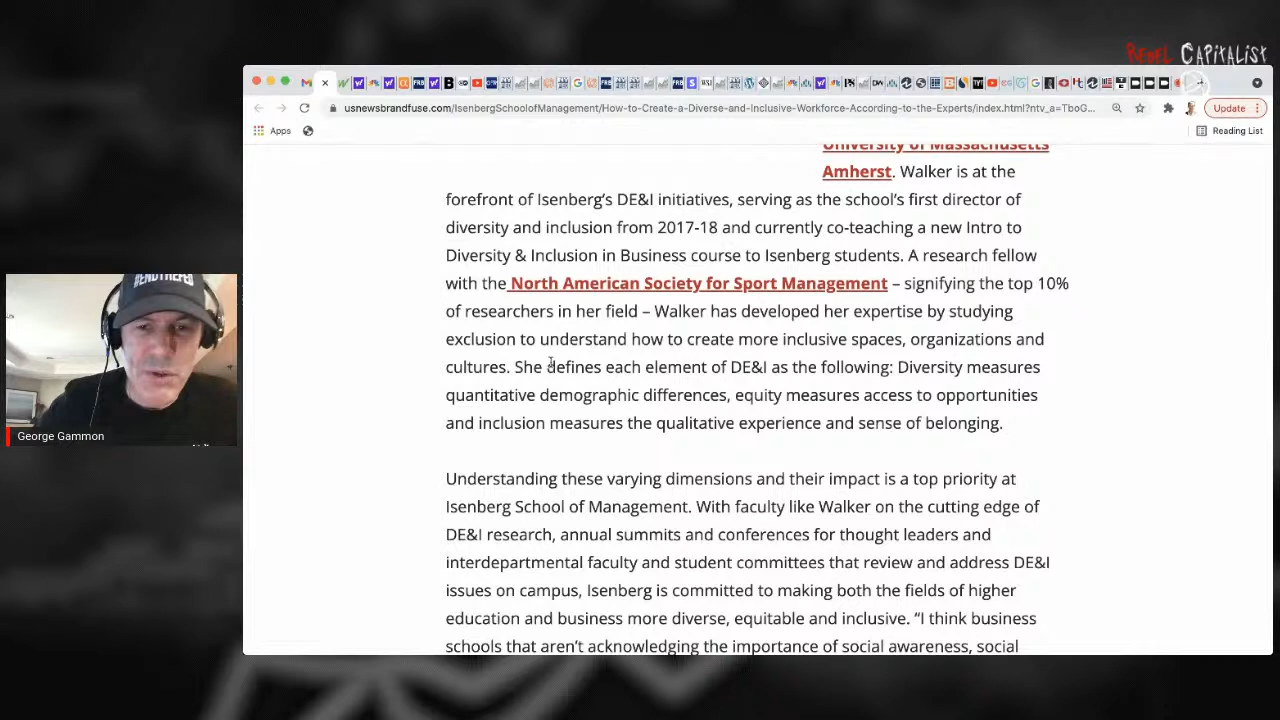 REBEL CAPITALIST
usnewsbrandfuse.com/IsenbergSchoolofManagement/How-to-Create-a-Diverse-and-Inclusive-Workforce-According-to-the-Experts/index.html?ntv_a=TboG...
Update
Apps
Reading List
University of Massachusetts
Amherst. Walker is at the
forefront of Isenberg's DE&I initiatives, serving as the school's first director of
diversity and inclusion from 2017-18 and currently co-teaching a new Intro to
Diversity & Inclusion in Business course to Isenberg students. A research fellow
with the North American Society for Sport Management – signifying the top 10%
of researchers in her field – Walker has developed her expertise by studying
exclusion to understand how to create more inclusive spaces, organizations and
cultures. She defines each element of DE&I as the following: Diversity measures
quantitative demographic differences, equity measures access to opportunities
and inclusion measures the qualitative experience and sense of belonging.
Understanding these varying dimensions and their impact is a top priority at
Isenberg School of Management. With faculty like Walker on the cutting edge of
DE&I research, annual summits and conferences for thought leaders and
interdepartmental faculty and student committees that review and address DE&I
issues on campus, Isenberg is committed to making both the fields of higher
education and business more diverse, equitable and inclusive. “I think business
schools that aren't acknowledging the importance of social awareness, social
#ENDTHEFED
George Gammon